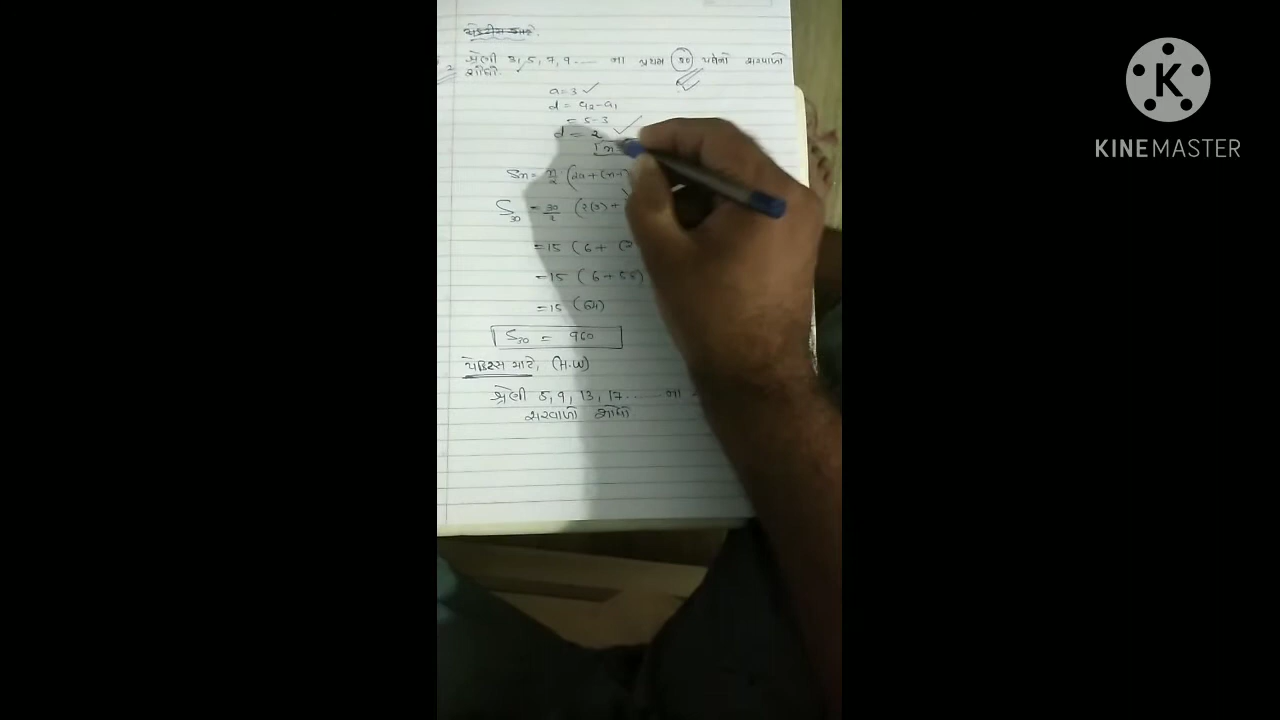 શ્રેણી 3, 5, 7, 9 ..... ના પ્રથમ 30 પદોનો સરવાળો
શોધો.
a = 3 ✓
d = a2 - a1
= 5 - 3
d = 2 ✓
n =
Sn = n/2 (2a + (n-1)
S30 = 30/2 (2(3) +
= 15 (6 + (2
= 15 (6 + 58)
= 15 (64)
S30 = 960
પ્રેક્ટિસ માટે, (H.W)
શ્રેણી 5, 9, 13, 17 ...... ના
સરવાળો શોધો
K
KINEMASTER